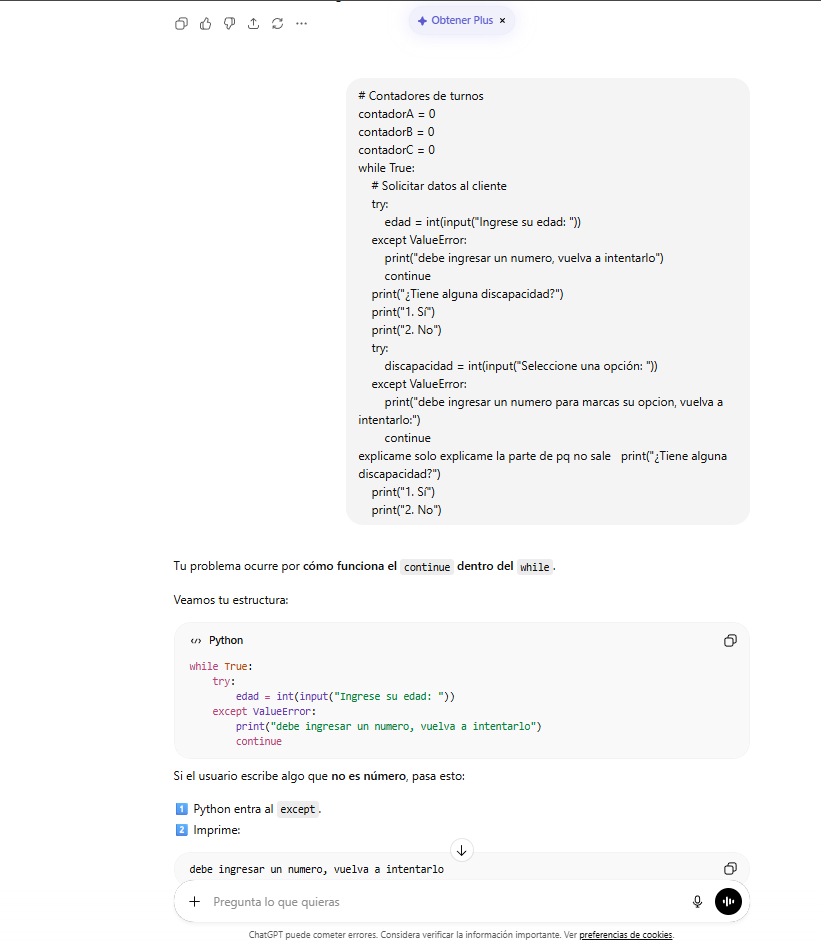 Obtener Plus ×
# Contadores de turnos
contadorA = 0
contadorB = 0
contadorC = 0
while True:
    # Solicitar datos al cliente
    try:
        edad = int(input("Ingrese su edad: "))
    except ValueError:
        print("debe ingresar un numero, vuelva a intentarlo")
        continue
    print("¿Tiene alguna discapacidad?")
    print("1. Sí")
    print("2. No")
    try:
        discapacidad = int(input("Seleccione una opción: "))
    except ValueError:
        print("debe ingresar un numero para marcas su opcion, vuelva a
intentarlo:")
        continue
explicame solo explicame la parte de pq no sale   print("¿Tiene alguna
discapacidad?")
    print("1. Sí")
    print("2. No")
Tu problema ocurre por cómo funciona el continue dentro del while.
Veamos tu estructura:
Python
while True:
    try:
        edad = int(input("Ingrese su edad: "))
    except ValueError:
        print("debe ingresar un numero, vuelva a intentarlo")
        continue
Si el usuario escribe algo que no es número, pasa esto:
1 Python entra al except.
2 Imprime:
debe ingresar un numero, vuelva a intentarlo
Pregunta lo que quieras
ChatGPT puede cometer errores. Considera verificar la información importante. Ver preferencias de cookies.